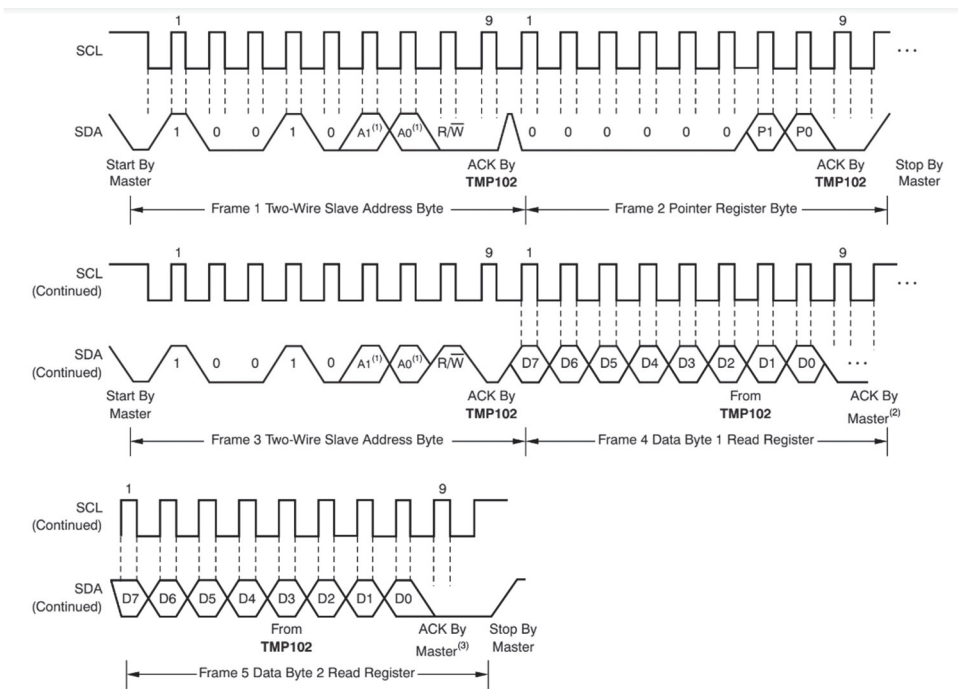 1 9 1 9
SCL ...
SDA 1 0 0 1 0 A1(1) A0(1) R/W̅ 0 0 0 0 0 0 P1 P0
Start By ACK By ACK By Stop By
Master TMP102 TMP102 Master
Frame 1 Two-Wire Slave Address Byte Frame 2 Pointer Register Byte
1 9 1 9
SCL
(Continued) ...
SDA
(Continued) 1 0 0 1 0 A1(1) A0(1) R/W̅ D7 D6 D5 D4 D3 D2 D1 D0 ...
Start By ACK By From ACK By
Master TMP102 TMP102 Master(2)
Frame 3 Two-Wire Slave Address Byte Frame 4 Data Byte 1 Read Register
1 9
SCL
(Continued)
SDA
(Continued) D7 D6 D5 D4 D3 D2 D1 D0
From ACK By Stop By
TMP102 Master(3) Master
Frame 5 Data Byte 2 Read Register